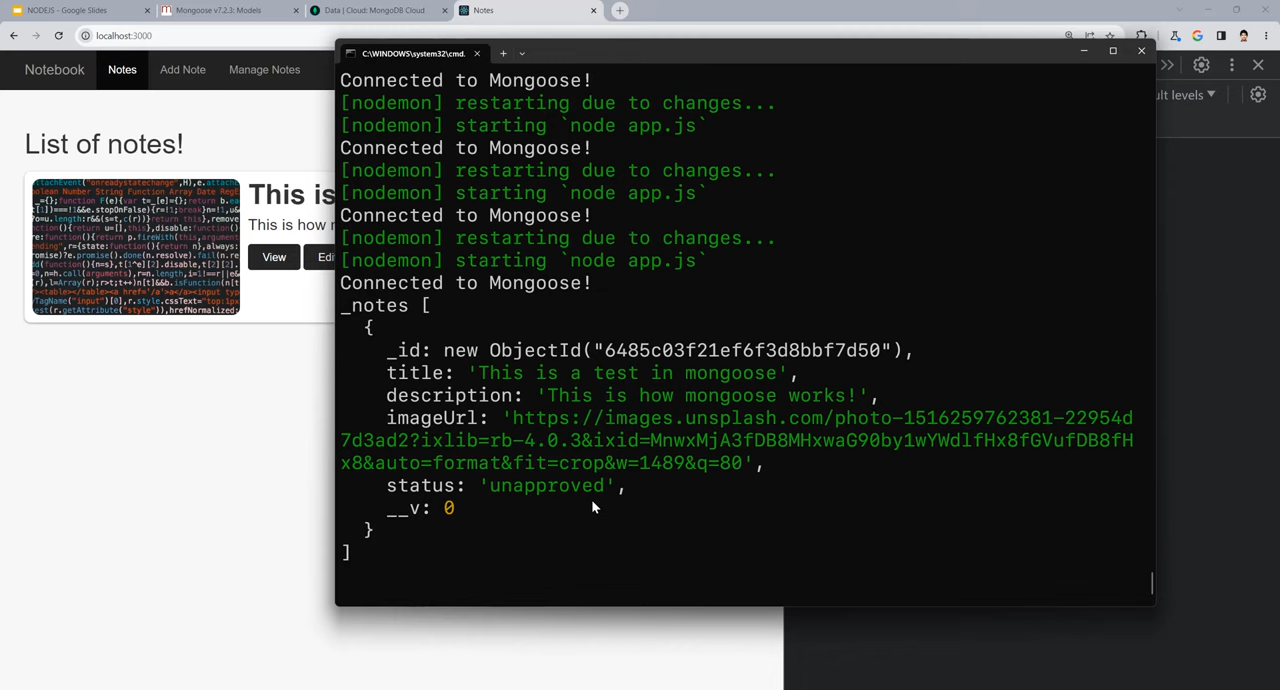 NODEJS - Google Slides
Mongoose v7.2.3: Models
Data | Cloud: MongoDB Cloud
Notes
localhost:3000
Notebook
Notes
Add Note
Manage Notes
C:\WINDOWS\system32\cmd.
ult levels
List of notes!
This is
This is how
View
Edi
Connected to Mongoose!
[nodemon] restarting due to changes...
[nodemon] starting `node app.js`
Connected to Mongoose!
[nodemon] restarting due to changes...
[nodemon] starting `node app.js`
Connected to Mongoose!
[nodemon] restarting due to changes...
[nodemon] starting `node app.js`
Connected to Mongoose!
_notes [
{
_id: new ObjectId("6485c03f21ef6f3d8bbf7d50"),
title: 'This is a test in mongoose',
description: 'This is how mongoose works!',
imageUrl: 'https://images.unsplash.com/photo-1516259762381-22954d
7d3ad2?ixlib=rb-4.0.3&ixid=MnwxMjA3fDB8MHxwaG90by1wYWdlfHx8fGVufDB8fH
x8&auto=format&fit=crop&w=1489&q=80',
status: 'unapproved',
__v: 0
}
]